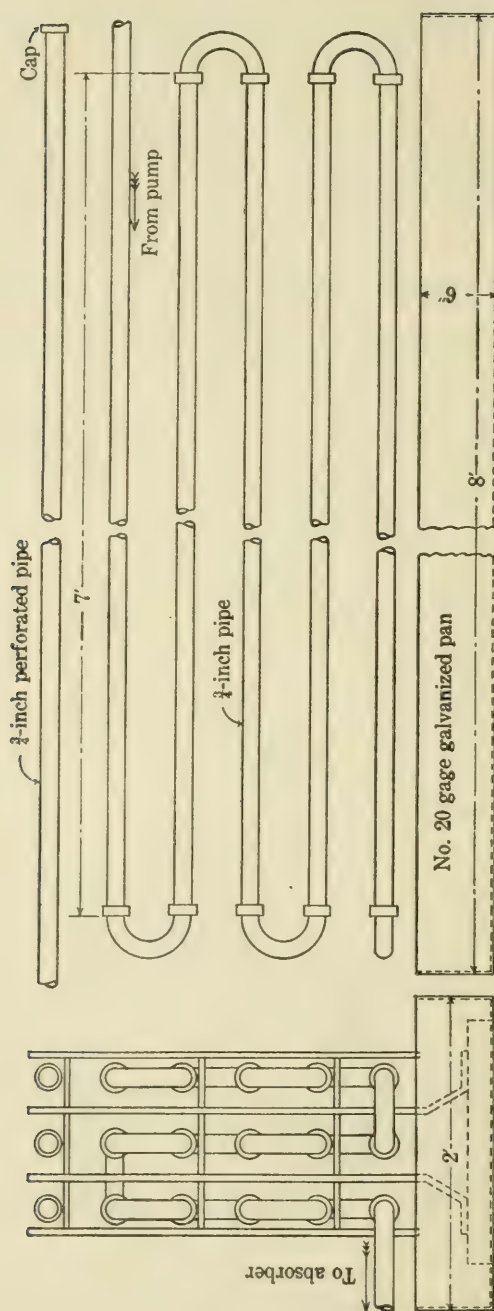 Cap
¾-inch perforated pipe
From pump
7'
¾-inch pipe
6"
No. 20 gage galvanized pan
8'
To absorber
2'